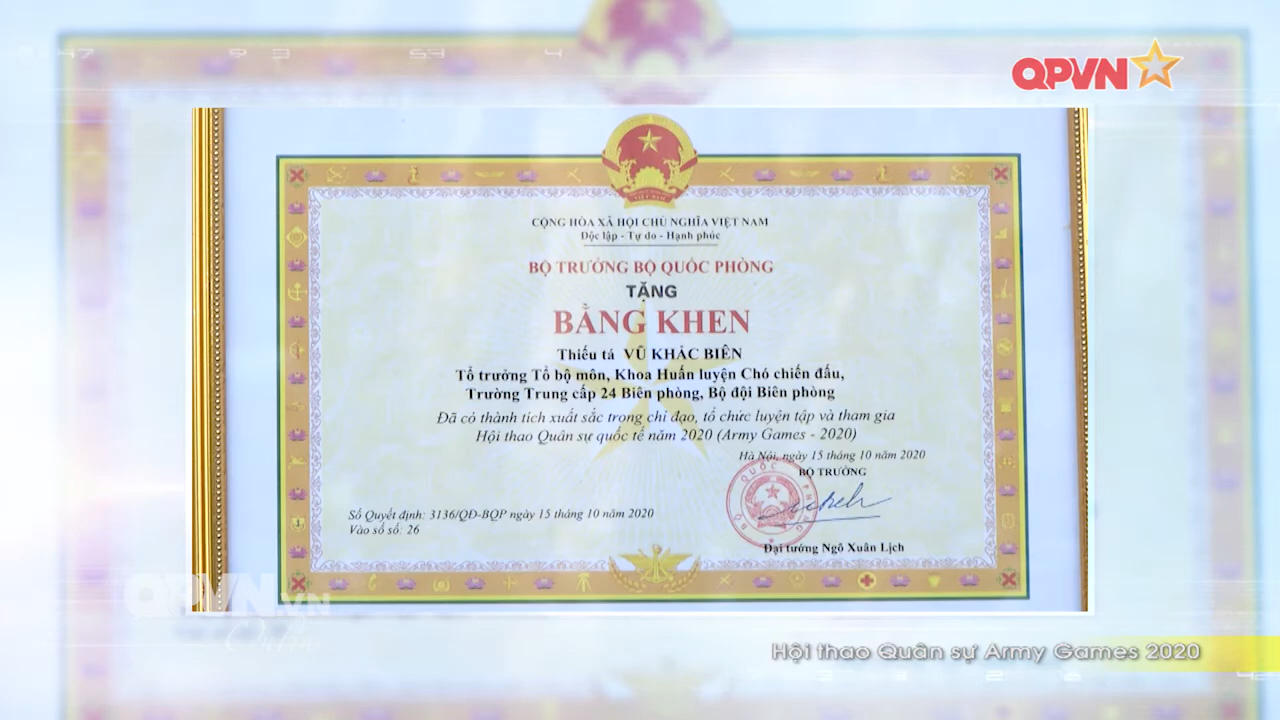 QPVN
CỘNG HÒA XÃ HỘI CHỦ NGHĨA VIỆT NAM
Độc lập - Tự do - Hạnh phúc
BỘ TRƯỞNG BỘ QUỐC PHÒNG
TẶNG
BẰNG KHEN
Thiếu tá VŨ KHẮC BIÊN
Tổ trưởng Tổ bộ môn, Khoa Huấn luyện Chó chiến đấu,
Trường Trung cấp 24 Biên phòng, Bộ đội Biên phòng
Đã có thành tích xuất sắc trong chỉ đạo, tổ chức luyện tập và tham gia
Hội thao Quân sự quốc tế năm 2020 (Army Games - 2020)
Hà Nội, ngày 15 tháng 10 năm 2020
BỘ TRƯỞNG
Số Quyết định: 3136/QĐ-BQP ngày 15 tháng 10 năm 2020
Vào sổ số: 26
Đại tướng Ngô Xuân Lịch
QPVN.VN
Hội thao Quân sự Army Games 2020